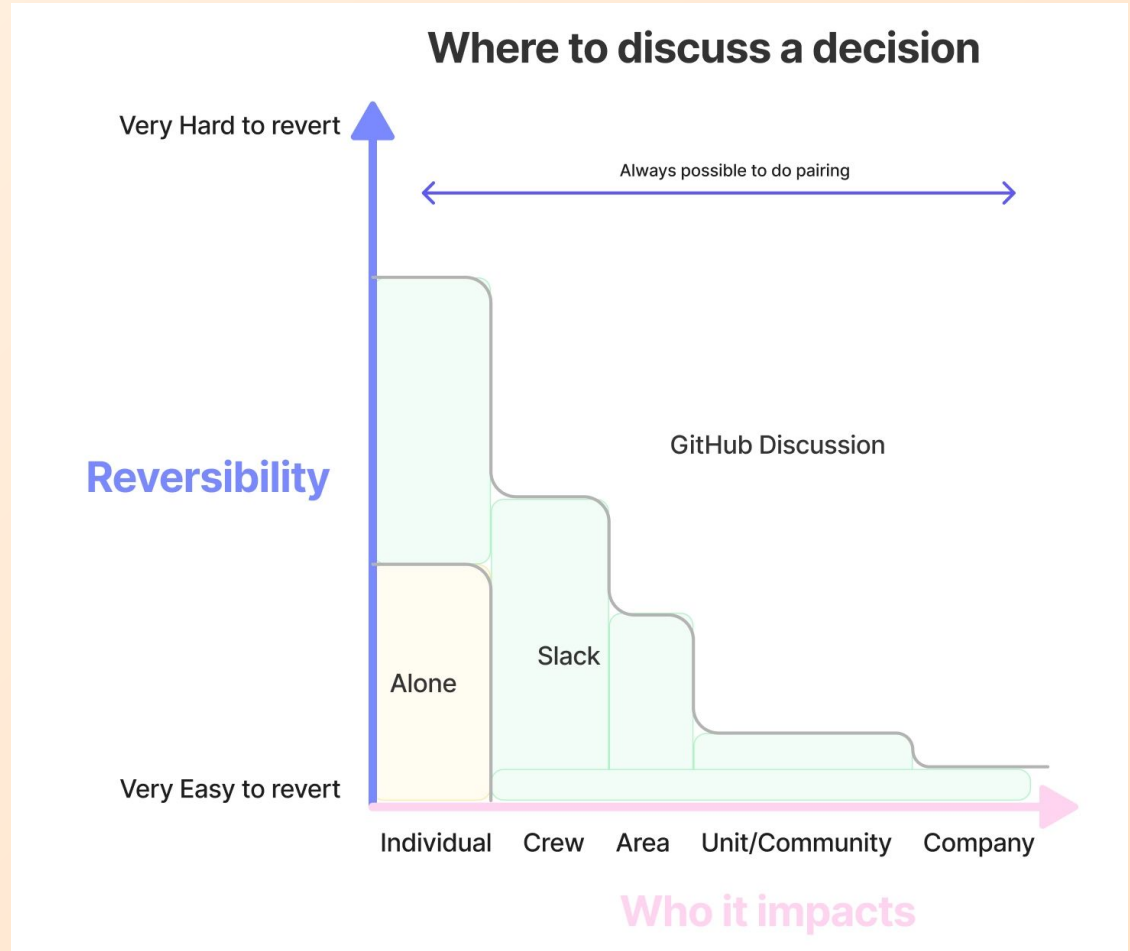 Where to discuss a decision
Very Hard to revert
Always possible to do pairing
GitHub Discussion
Reversibility
Slack
Alone
Very Easy to revert
Individual
Crew
Area
Unit/Community
Company
Who it impacts